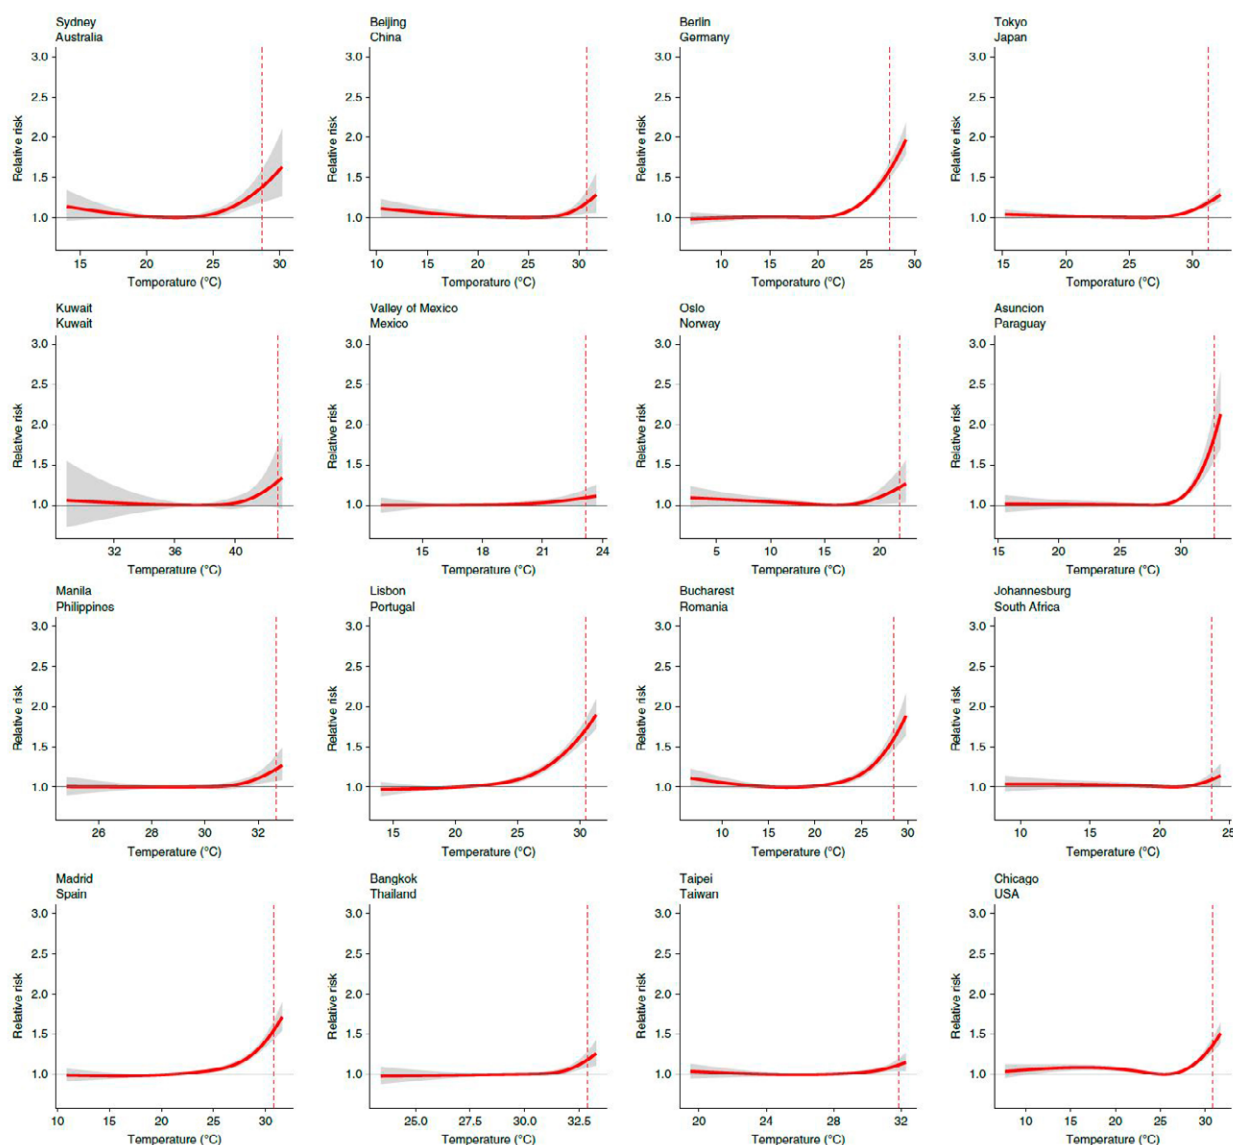 Sydney
Australia
Beijing
China
Berlin
Germany
Tokyo
Japan
3.0
2.5
2.0
1.5
1.0
Relative risk
15 20 25 30
Tomporaturo (°C)
3.0
2.5
2.0
1.5
1.0
Relative risk
10 15 20 25 30
Tomporaturo (°C)
3.0
2.5
2.0
1.5
1.0
Relative risk
10 15 20 25
Tomporaturo (°C)
3.0
2.5
2.0
1.5
1.0
Relative risk
15 20 25 30
Tomporaturo (°C)
Kuwait
Kuwait
Valley of Mexico
Mexico
Oslo
Norway
Asuncion
Paraguay
3.0
2.5
2.0
1.5
1.0
Relative risk
32 36 40
Temperature (°C)
3.0
2.5
2.0
1.5
1.0
Relative risk
15 18 21 24
Temperature (°C)
3.0
2.5
2.0
1.5
1.0
Relative risk
5 10 15 20
Temperature (°C)
3.0
2.5
2.0
1.5
1.0
Relative risk
15 20 25 30
Temperature (°C)
Manila
Philippinos
Lisbon
Portugal
Bucharest
Romania
Johannesburg
South Africa
3.0
2.5
2.0
1.5
1.0
Relative risk
26 28 30 32
Temperature (°C)
3.0
2.5
2.0
1.5
1.0
Relative risk
15 20 25 30
Temperature (°C)
3.0
2.5
2.0
1.5
1.0
Relative risk
10 15 20 25 30
Temperature (°C)
3.0
2.5
2.0
1.5
1.0
Relative risk
10 15 20 25
Temperature (°C)
Madrid
Spain
Bangkok
Thailand
Taipei
Taiwan
Chicago
USA
3.0
2.5
2.0
1.5
1.0
Relative risk
10 15 20 25 30
Temperature (°C)
3.0
2.5
2.0
1.5
1.0
Relative risk
25.0 27.5 30.0 32.5
Temperature (°C)
3.0
2.5
2.0
1.5
1.0
Relative risk
20 24 28 32
Temperature (°C)
3.0
2.5
2.0
1.5
1.0
Relative risk
10 15 20 25 30
Temperature (°C)